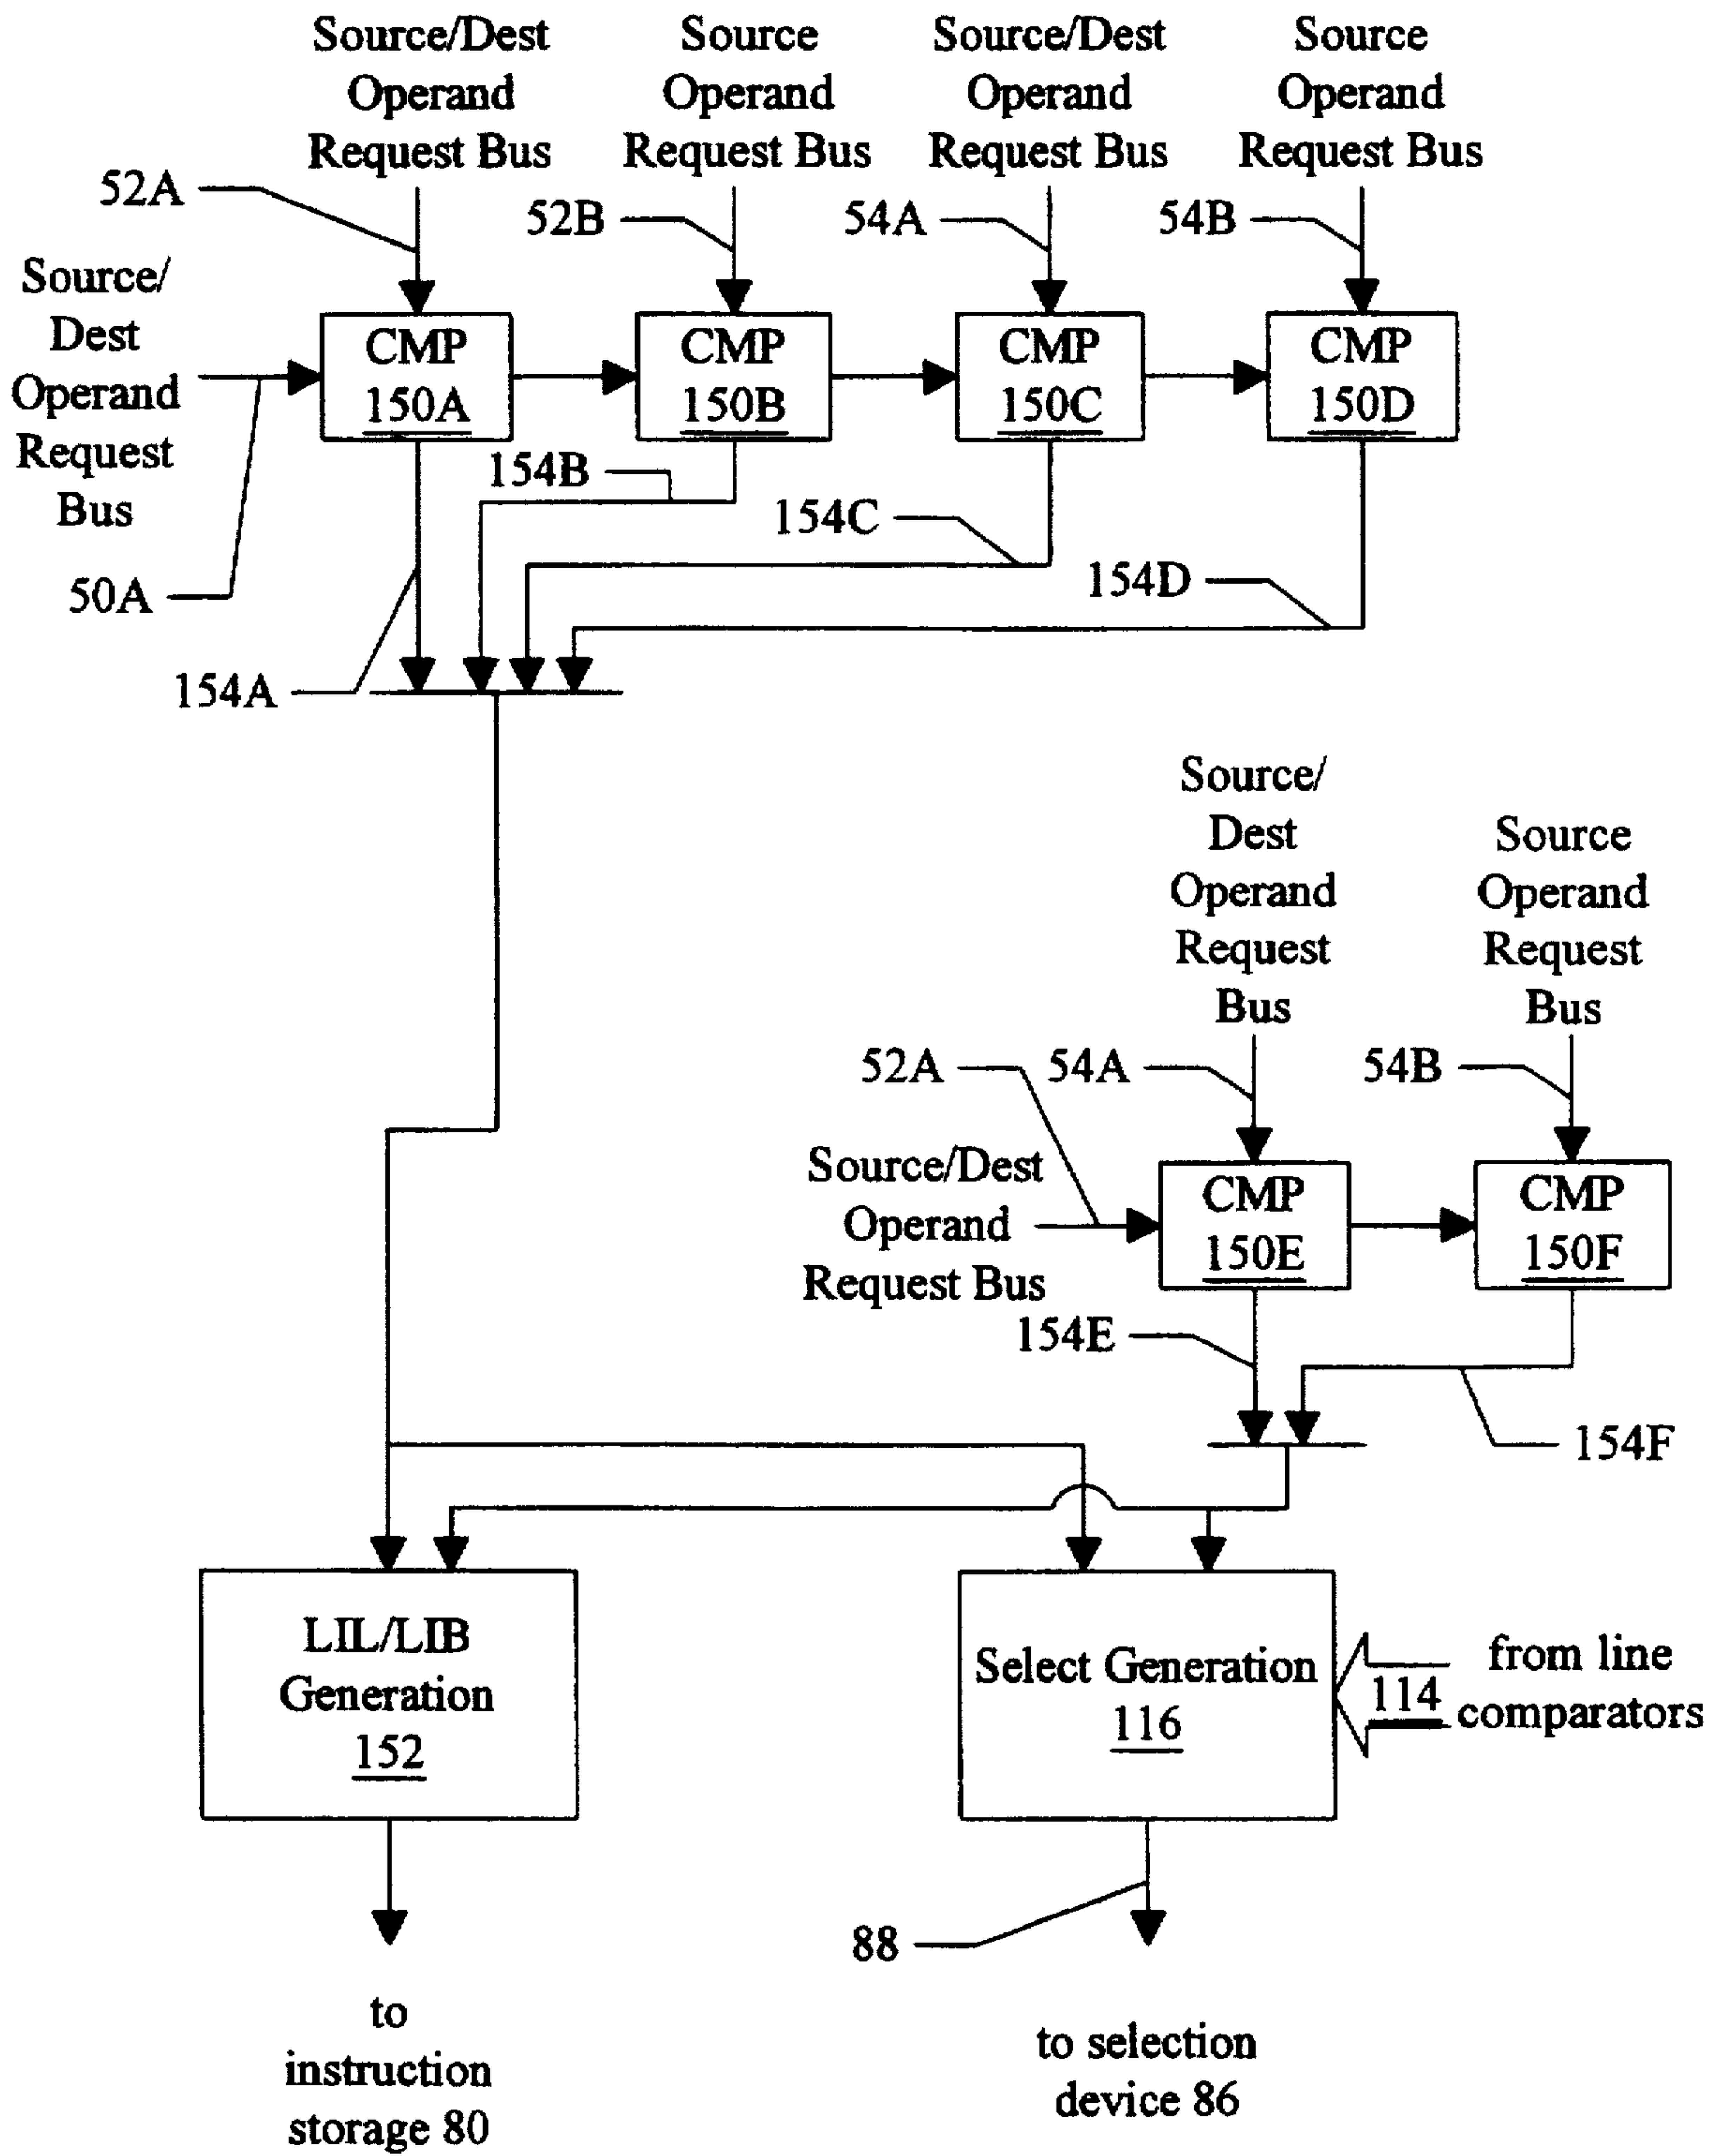 Source/Dest
Operand
Request Bus
Source
Operand
Request Bus
Source/Dest
Operand
Request Bus
Source
Operand
Request Bus
52A
52B
54A
54B
Source/
Dest
Operand
Request
Bus
CMP
150A
CMP
150B
CMP
150C
CMP
150D
154B
154C
50A
154D
154A
Source/
Dest
Operand
Request
Bus
Source
Operand
Request
Bus
52A
54A
54B
Source/Dest
Operand
Request Bus
CMP
150E
CMP
150F
154E
154F
LIL/LIB
Generation
152
Select Generation
116
114
from line
comparators
88
to
instruction
storage 80
to selection
device 86